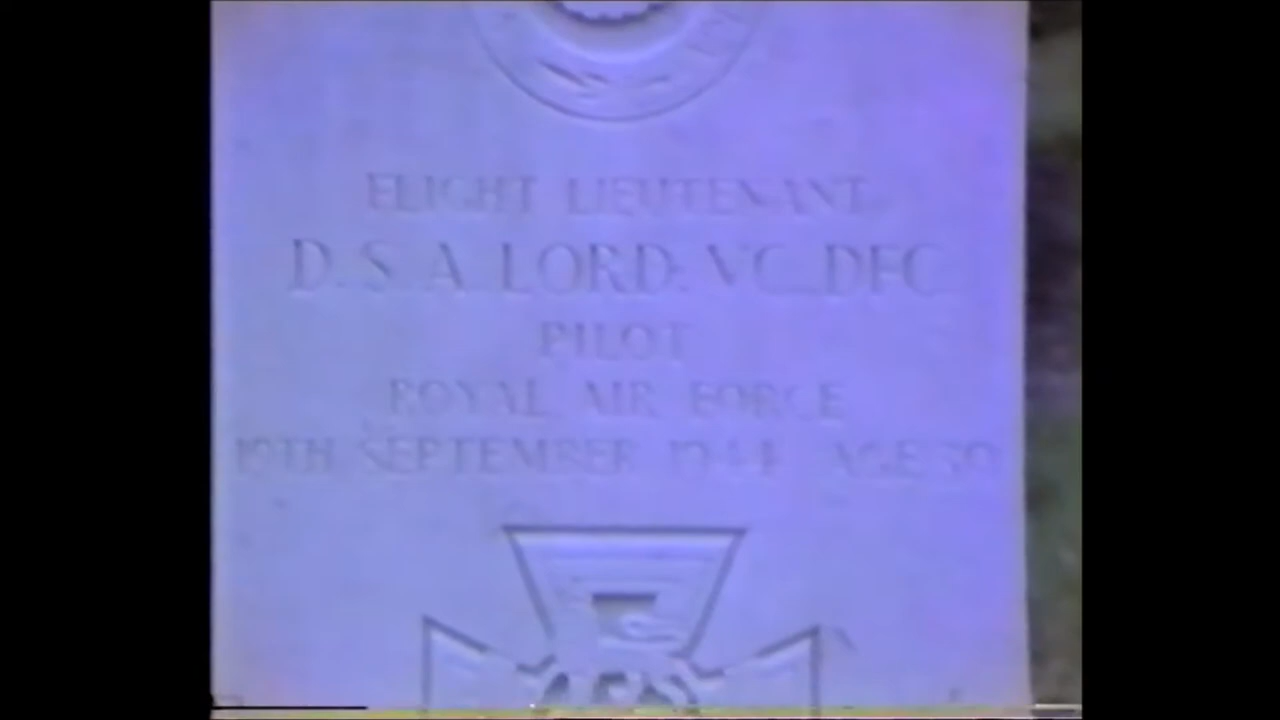 FLIGHT LIEUTENANT
D. S. A. LORD. VC. DFC
PILOT
ROYAL AIR FORCE
19TH SEPTEMBER 1944 AGE 30